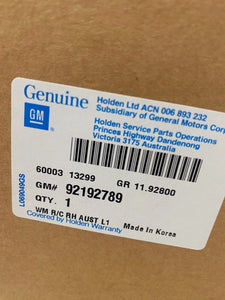 Genuine
GM
Holden Ltd ACN 006 893 232
Subsidiary of General Motors Corp
Holden Service Parts Operations
Princes Highway Dandenong
Victoria 3175 Australia
60003 13299 GR 11.92800
GM# 92192789
QTY. 1
WM R/C RH AUST L1
Made in Korea
Covered by Holden Warranty
L069049GS